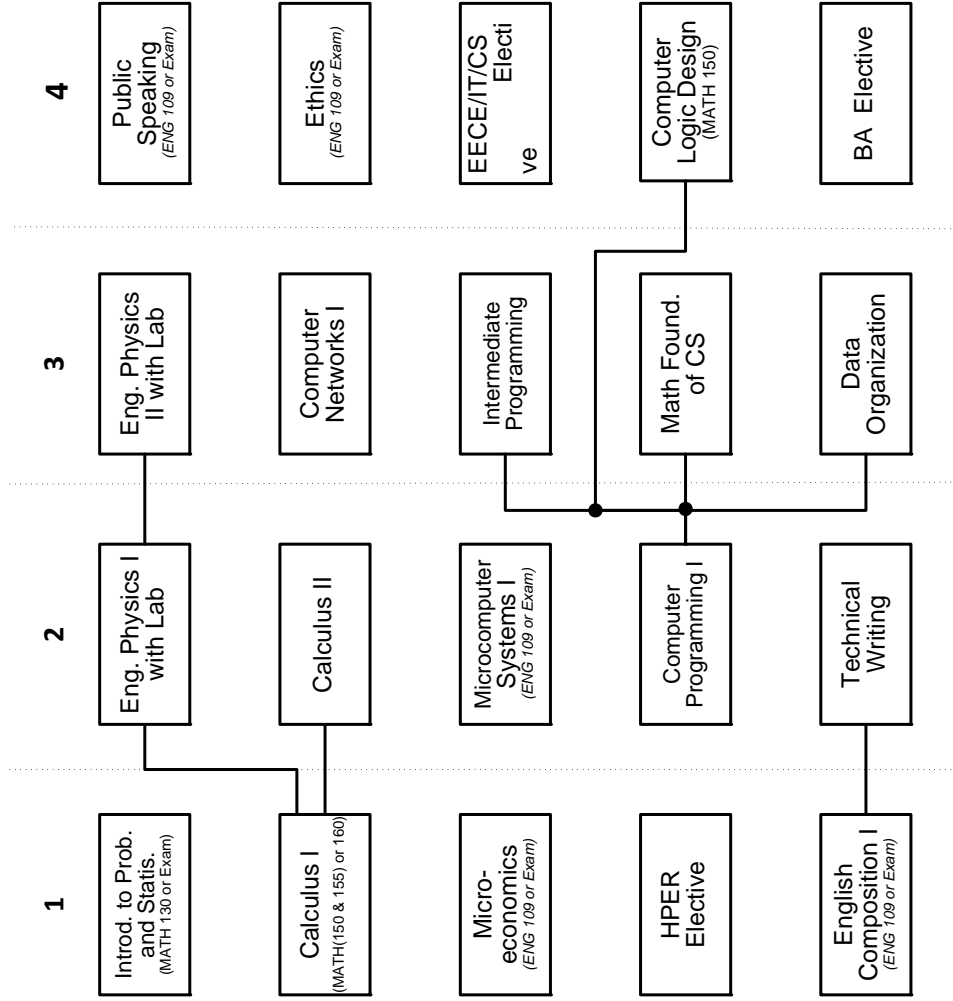 1
Introd. to Prob.
and Statis.
(MATH 130 or Exam)
Calculus I
(MATH(150 & 155) or 160)
Micro-
economics
(ENG 109 or Exam)
HPER
Elective
English
Composition I
(ENG 109 or Exam)
2
Eng. Physics I
with Lab
Calculus II
Microcomputer
Systems I
(ENG 109 or Exam)
Computer
Programming I
Technical
Writing
3
Eng. Physics
II with Lab
Computer
Networks I
Intermediate
Programming
Math Found.
of CS
Data
Organization
4
Public
Speaking
(ENG 109 or Exam)
Ethics
(ENG 109 or Exam)
EECE/IT/CS
Electi
ve
Computer
Logic Design
(MATH 150)
BA Elective